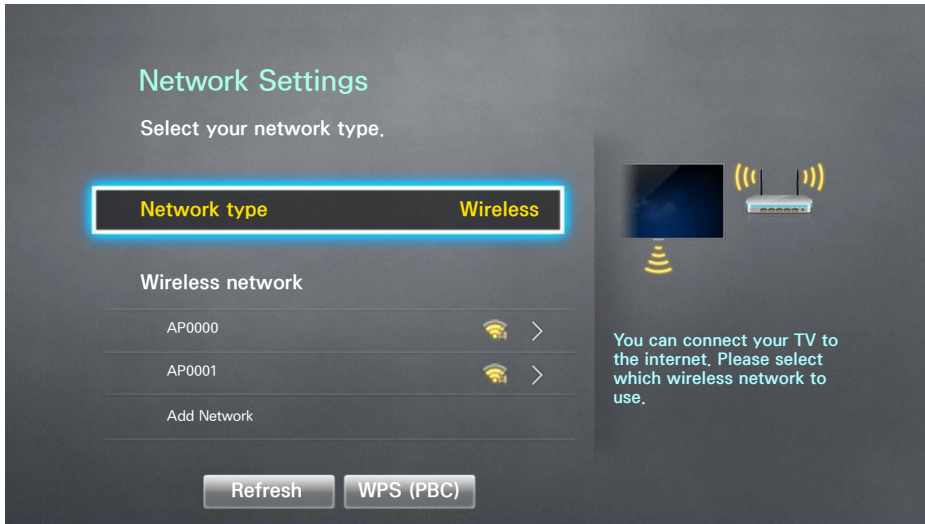 Network Settings
Select your network type.
Network type Wireless
Wireless network
AP0000
AP0001
Add Network
Refresh WPS (PBC)
You can connect your TV to
the internet. Please select
which wireless network to
use.